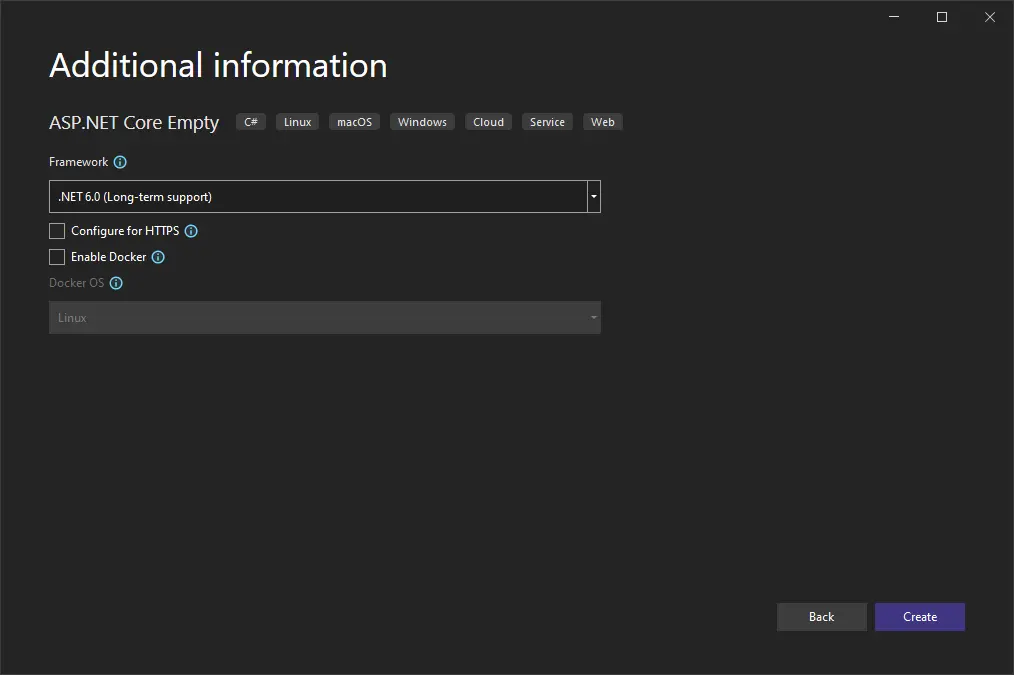 Additional information
ASP.NET Core Empty C# Linux macOS Windows Cloud Service Web
Framework
.NET 6.0 (Long-term support)
Configure for HTTPS
Enable Docker
Docker OS
Linux
Back Create